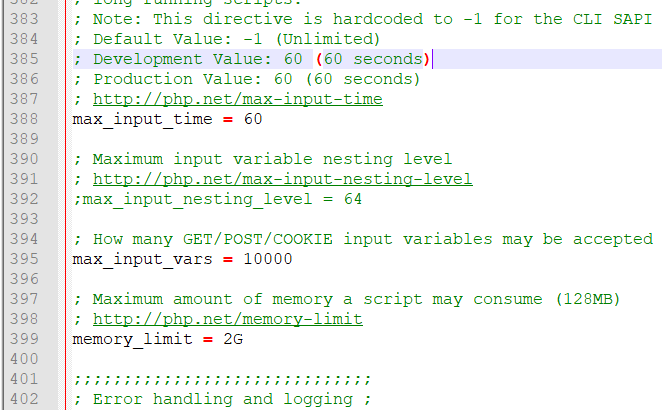 382 ; long running scripts.
383 ; Note: This directive is hardcoded to -1 for the CLI SAPI
384 ; Default Value: -1 (Unlimited)
385 ; Development Value: 60 (60 seconds)
386 ; Production Value: 60 (60 seconds)
387 ; http://php.net/max-input-time
388 max_input_time = 60
389
390 ; Maximum input variable nesting level
391 ; http://php.net/max-input-nesting-level
392 ;max_input_nesting_level = 64
393
394 ; How many GET/POST/COOKIE input variables may be accepted
395 max_input_vars = 10000
396
397 ; Maximum amount of memory a script may consume (128MB)
398 ; http://php.net/memory-limit
399 memory_limit = 2G
400
401 ;;;;;;;;;;;;;;;;;;;;;;;;;;;;;;
402 ; Error handling and logging ;